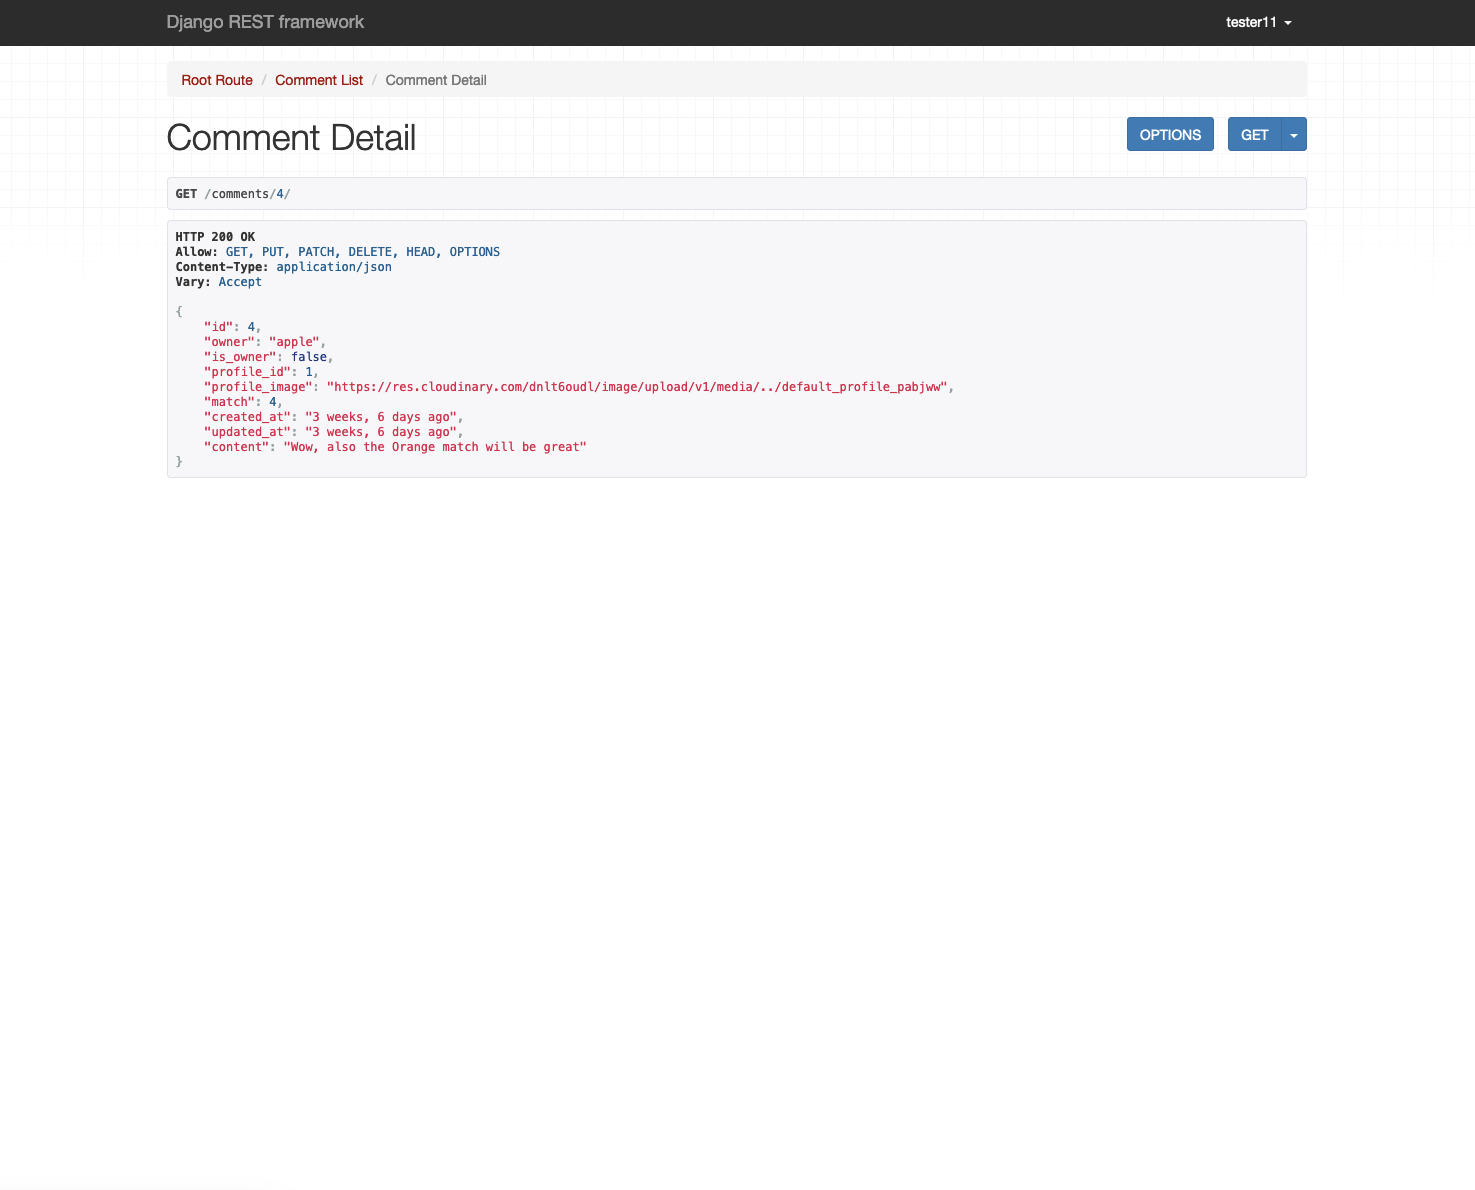 Django REST framework
tester11
Root Route / Comment List / Comment Detail
Comment Detail
OPTIONS
GET
GET /comments/4/
HTTP 200 OK
Allow: GET, PUT, PATCH, DELETE, HEAD, OPTIONS
Content-Type: application/json
Vary: Accept
{
    "id": 4,
    "owner": "apple",
    "is_owner": false,
    "profile_id": 1,
    "profile_image": "https://res.cloudinary.com/dnlt6oudl/image/upload/v1/media/../default_profile_pabjww",
    "match": 4,
    "created_at": "3 weeks, 6 days ago",
    "updated_at": "3 weeks, 6 days ago",
    "content": "Wow, also the Orange match will be great"
}